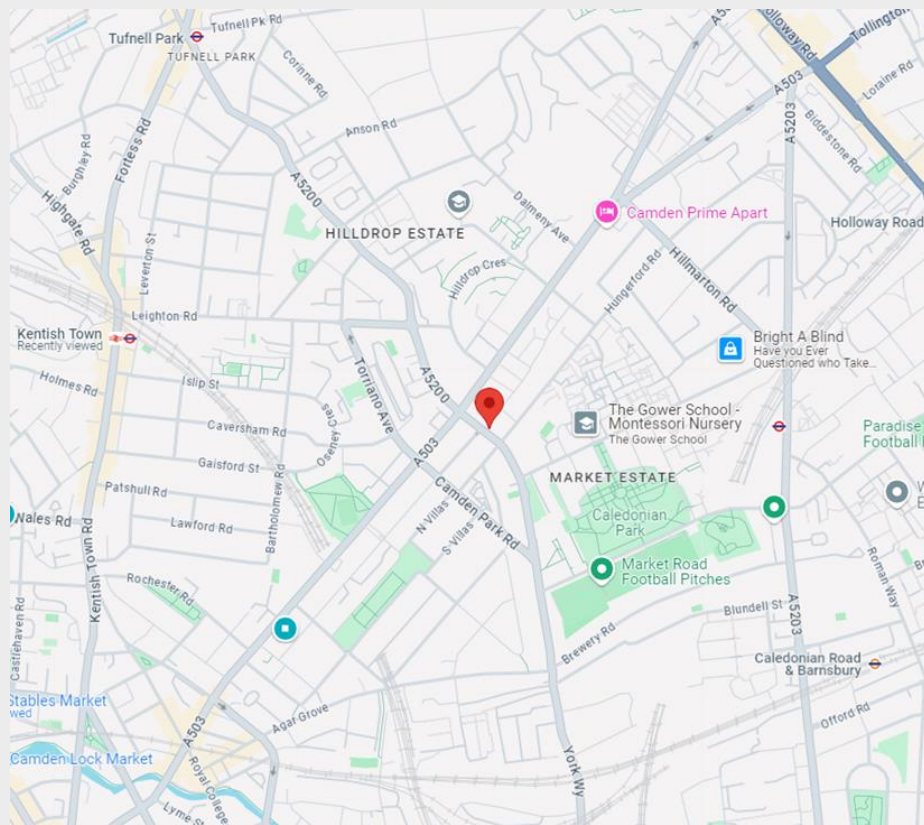 Tufnell Pk Rd
Tufnell Park
TUFNELL PARK
Corinne Rd
Holloway Rd
Tollington
A503
Loraine Rd
Burghley Rd
Fortess Rd
Anson Rd
A5203
Biddestone Rd
A5200
Highgate Rd
Dalmeny Ave
Camden Prime Apart
HILLDROP ESTATE
Holloway Road
Leverton St
Hilldrop Cres
Hungerford Rd
Hillmarton Rd
Leighton Rd
Kentish Town
Recently viewed
Bright A Blind
Have you Ever
Questioned who Take...
Holmes Rd
Torriano Ave
A5200
Islip St
The Gower School -
Montessori Nursery
The Gower School
Caversham Rd
Oseney Cres
A503
Paradise
Football
Gaisford St
MARKET ESTATE
Patshull Rd
Bartholomew Rd
Camden Park Rd
N Villas
S Villas
Caledonian
Park
Nales Rd
Lawford Rd
Kentish Town Rd
Market Road
Football Pitches
Roman Way
Rochester Rd
Blundell St
A5203
Castlehaven Rd
Brewery Rd
Caledonian Road
& Barnsbury
Stables Market
wed
A503
Agar Grove
Offord Rd
Camden Lock Market
Royal College
York Wy
Lyme St